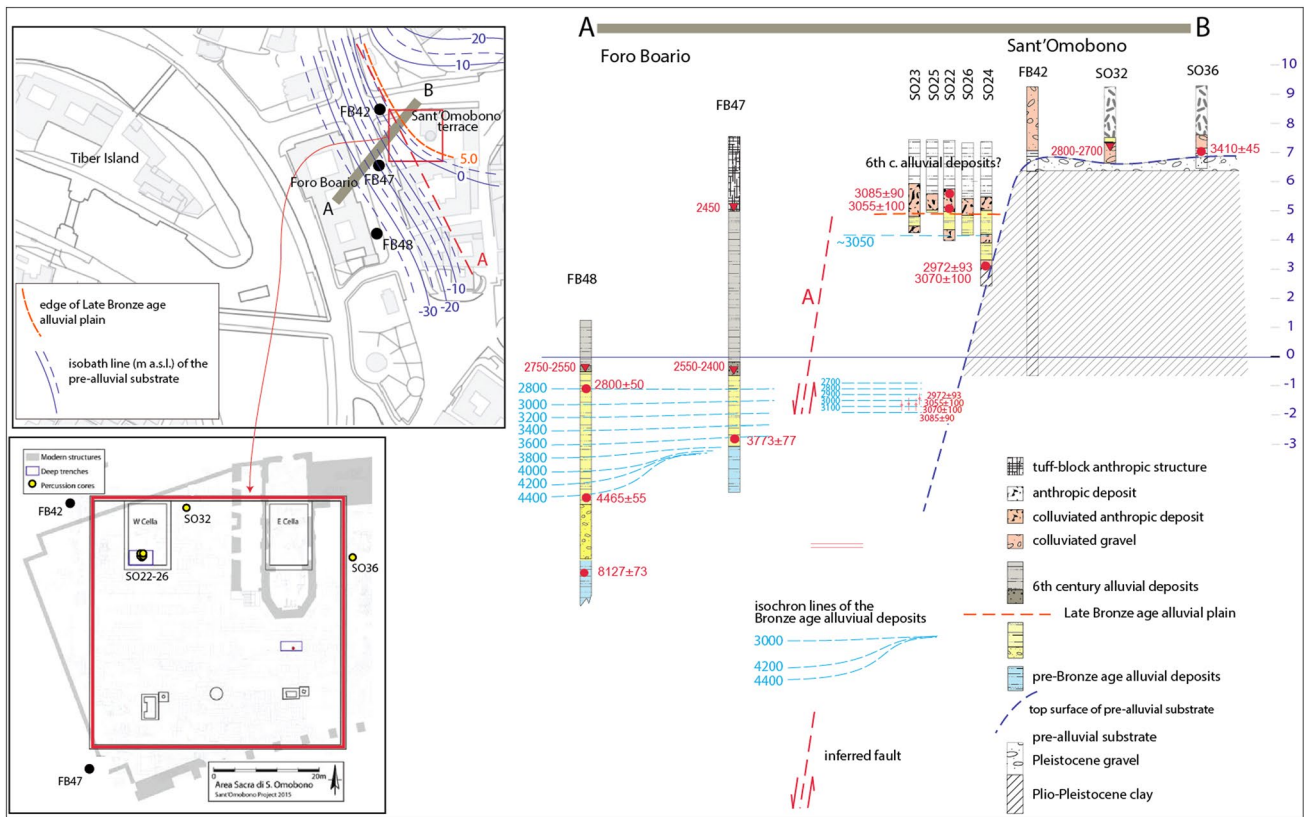 20
10
B
FB42
Sant'Omobono
terrace
5.0
0
Tiber Island
Foro Boario
FB47
A
FB48
A
-10
-20
-30
edge of Late Bronze age
alluvial plain
isobath line (m a.s.l.) of the
pre-alluvial substrate
Modern structures
Deep trenches
Percussion cores
FB42
W Cella
SO32
E Cella
SO22-26
SO36
FB47
0
20m
Area Sacra di S. Omobono
Sant'Omobono Project 2015
A
B
Foro Boario
Sant'Omobono
FB48
FB47
SO23
SO25
SO22
SO26
SO24
FB42
SO32
SO36
10
9
8
7
6
5
4
3
2
1
0
-1
-2
-3
2800-2700
3410±45
6th c. alluvial deposits?
3085±90
3055±100
2450
~3050
2972±93
3070±100
A
2750-2550
2550-2400
2800±50
2800
3000
3200
3400
3600
3800
4000
4200
4400
3773±77
4465±55
8127±73
2700
2800
2900
3000
3100
2972±93
3055±100
3070±100
3085±90
isochron lines of the
Bronze age alluviual deposits
3000
4200
4400
inferred fault
tuff-block anthropic structure
anthropic deposit
colluviated anthropic deposit
colluviated gravel
6th century alluvial deposits
Late Bronze age alluvial plain
pre-Bronze age alluvial deposits
top surface of pre-alluvial substrate
pre-alluvial substrate
Pleistocene gravel
Plio-Pleistocene clay